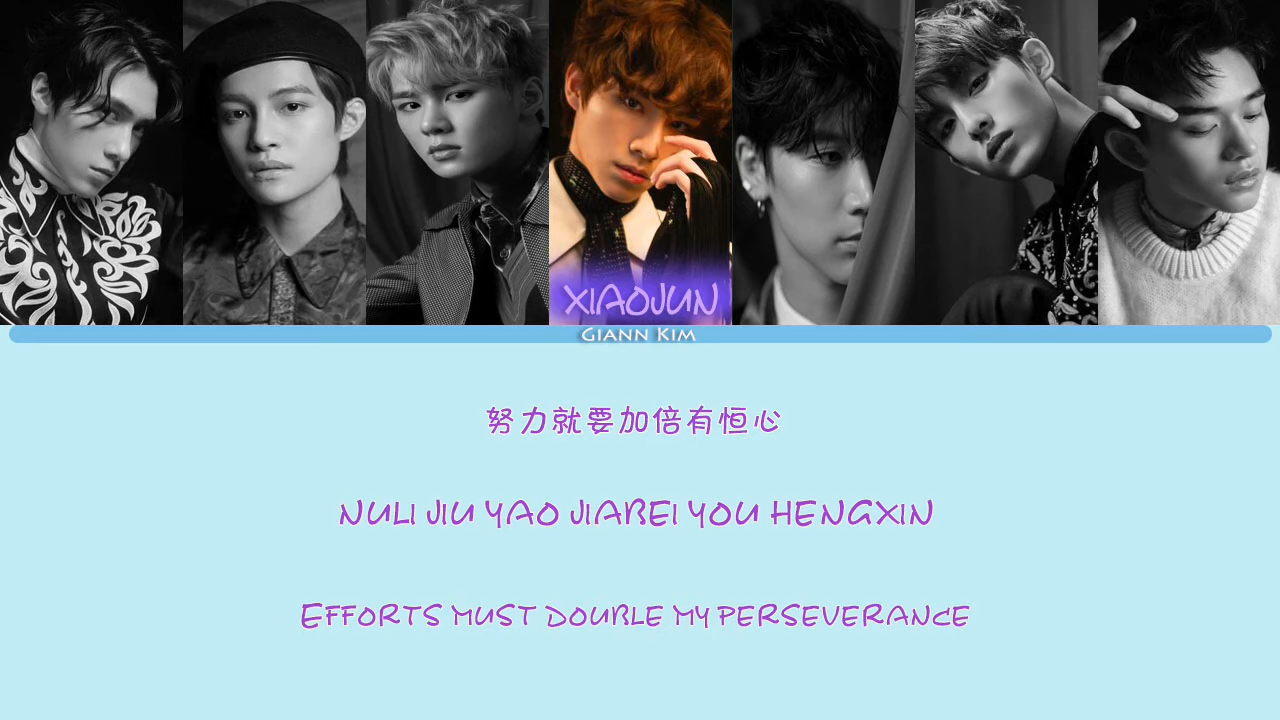 XIAOJUN
GIANN KIM
努力就要加倍有恒心
NULI JIU YAO JIABEI YOU HENGXIN
EFFORTS MUST DOUBLE MY PERSEVERANCE